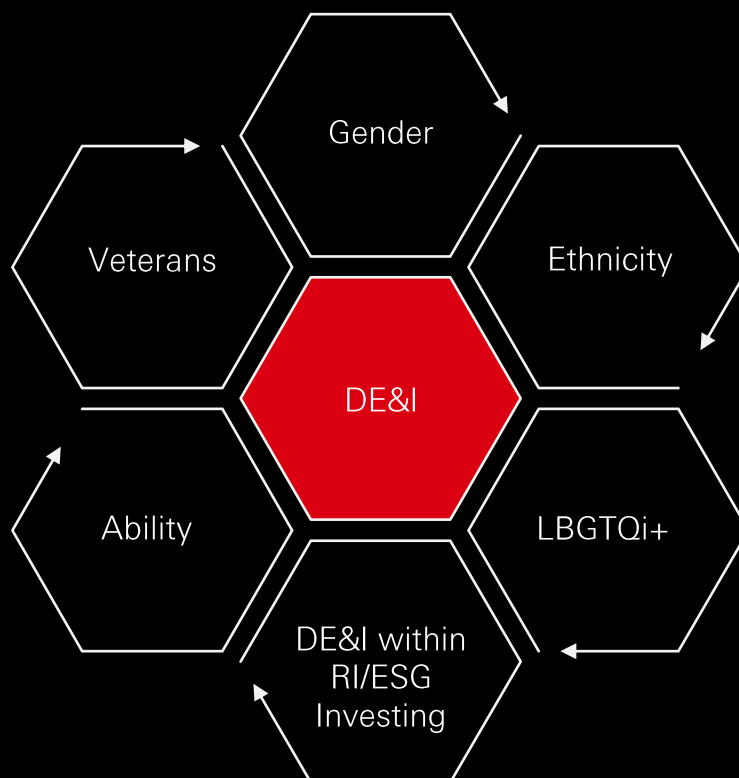 Gender
Veterans
Ethnicity
DE&I
Ability
LBGTQi+
DE&I within
RI/ESG
Investing